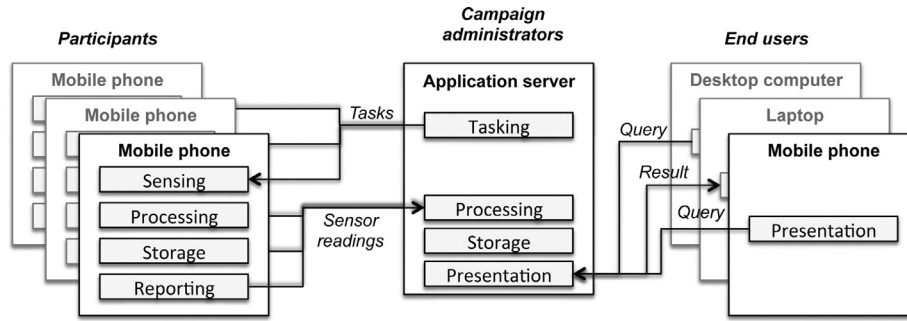 Participants
Campaign
administrators
End users
Mobile phone
Mobile phone
Mobile phone
Sensing
Processing
Storage
Reporting
Tasks
Sensor
readings
Application server
Tasking
Processing
Storage
Presentation
Query
Result
Query
Desktop computer
Laptop
Mobile phone
Presentation